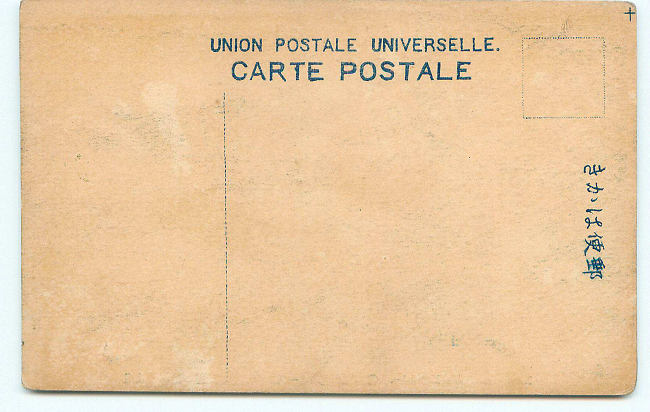 UNION POSTALE UNIVERSELLE.
CARTE POSTALE
郵便はかき